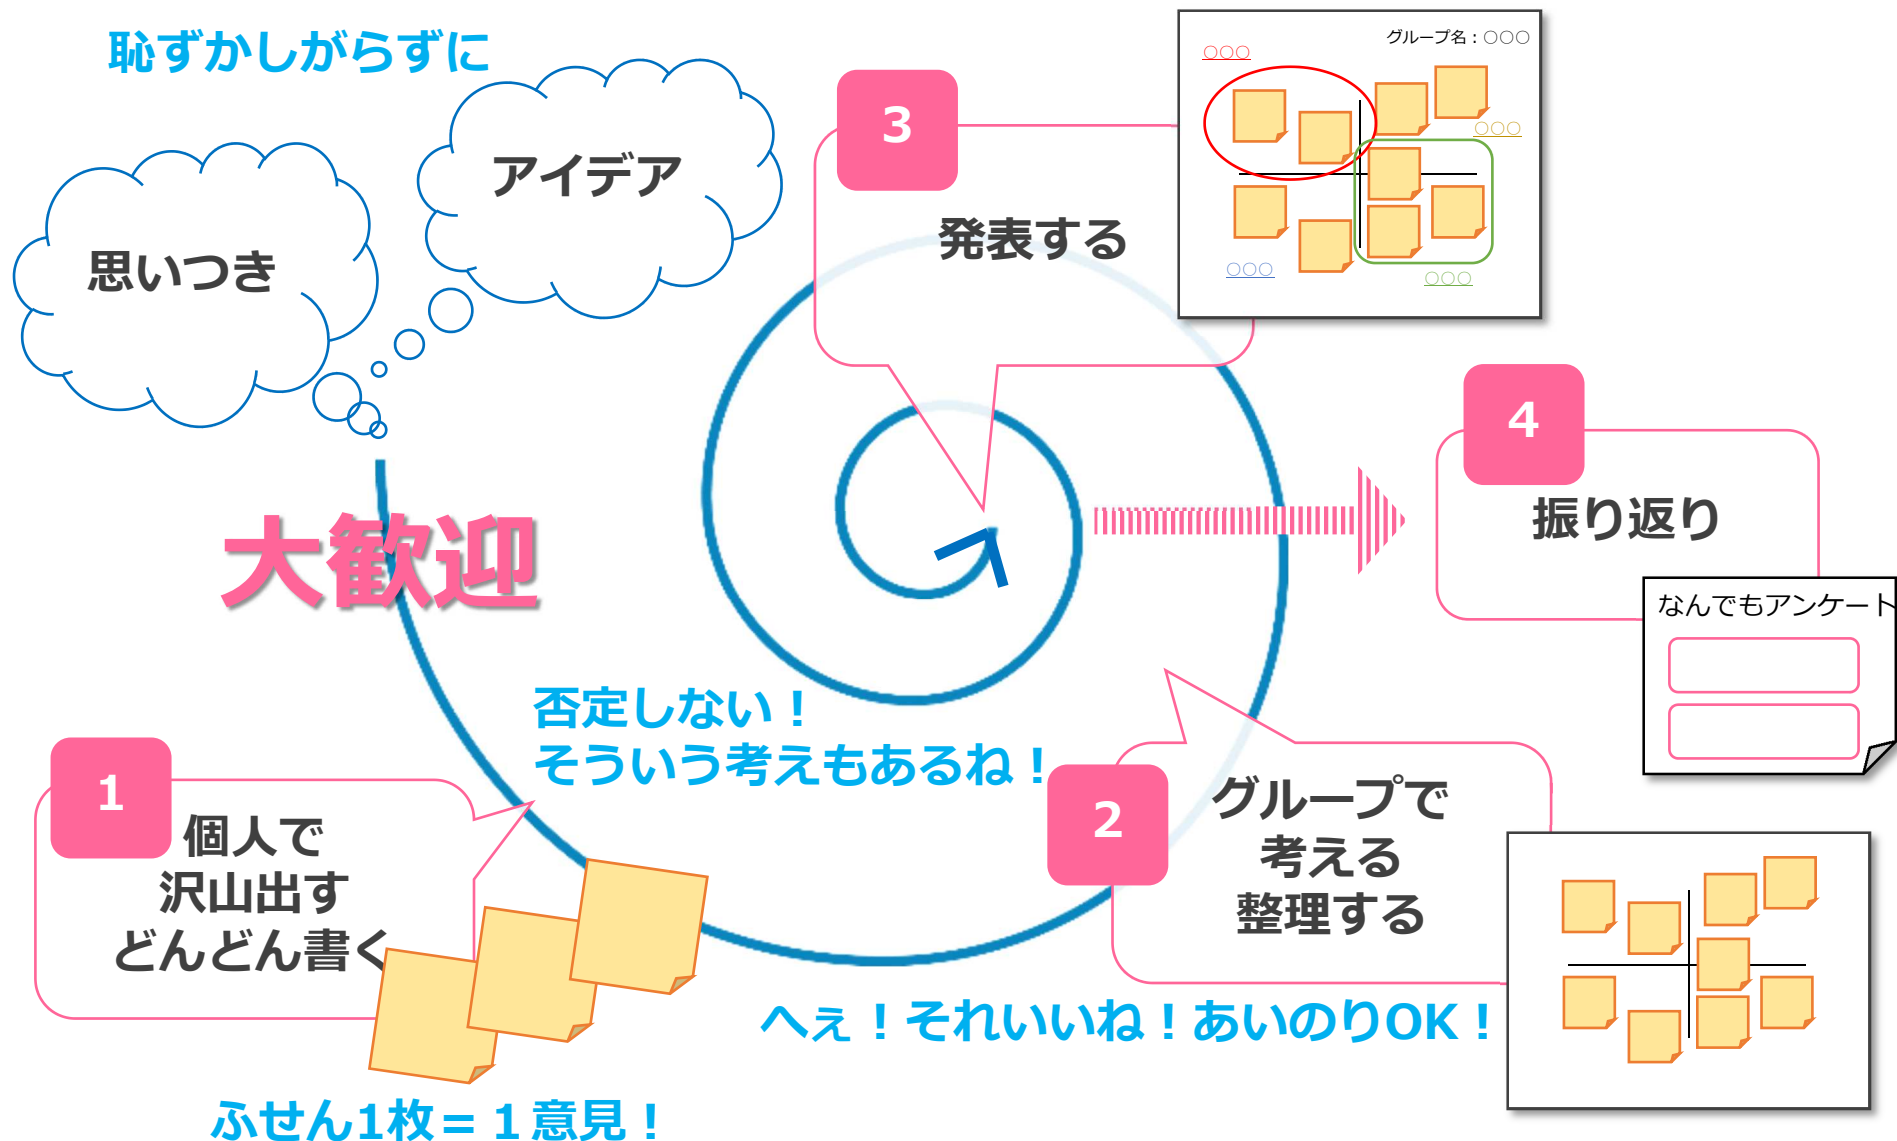 恥ずかしがらずに
アイデア
思いつき
大歓迎
1
個人で
沢山出す
どんどん書く
ふせん1枚=１意見！
否定しない！
そういう考えもあるね！
2
グループで
考える
整理する
へぇ！それいいね！あいのりOK！
3
発表する
グループ名：〇〇〇
〇〇〇
〇〇〇
〇〇〇
〇〇〇
4
振り返り
なんでもアンケート